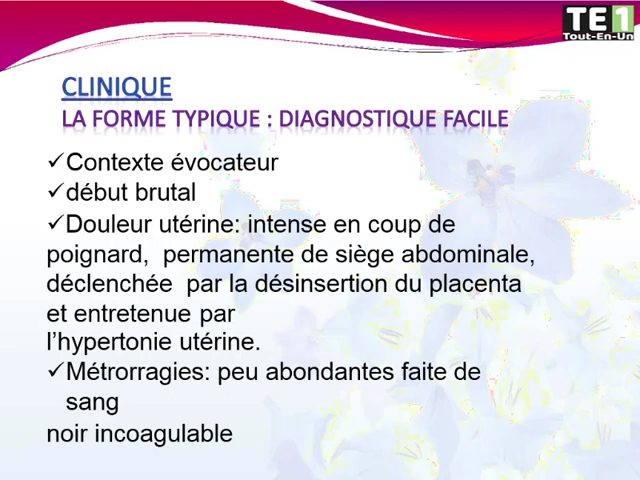 TE1
Tout-En-Un
CLINIQUE
LA FORME TYPIQUE : DIAGNOSTIQUE FACILE
✓Contexte évocateur
✓début brutal
✓Douleur utérine: intense en coup de
poignard, permanente de siège abdominale,
déclenchée par la désinsertion du placenta
et entretenue par
l’hypertonie utérine.
✓Métrorragies: peu abondantes faite de
sang
noir incoagulable